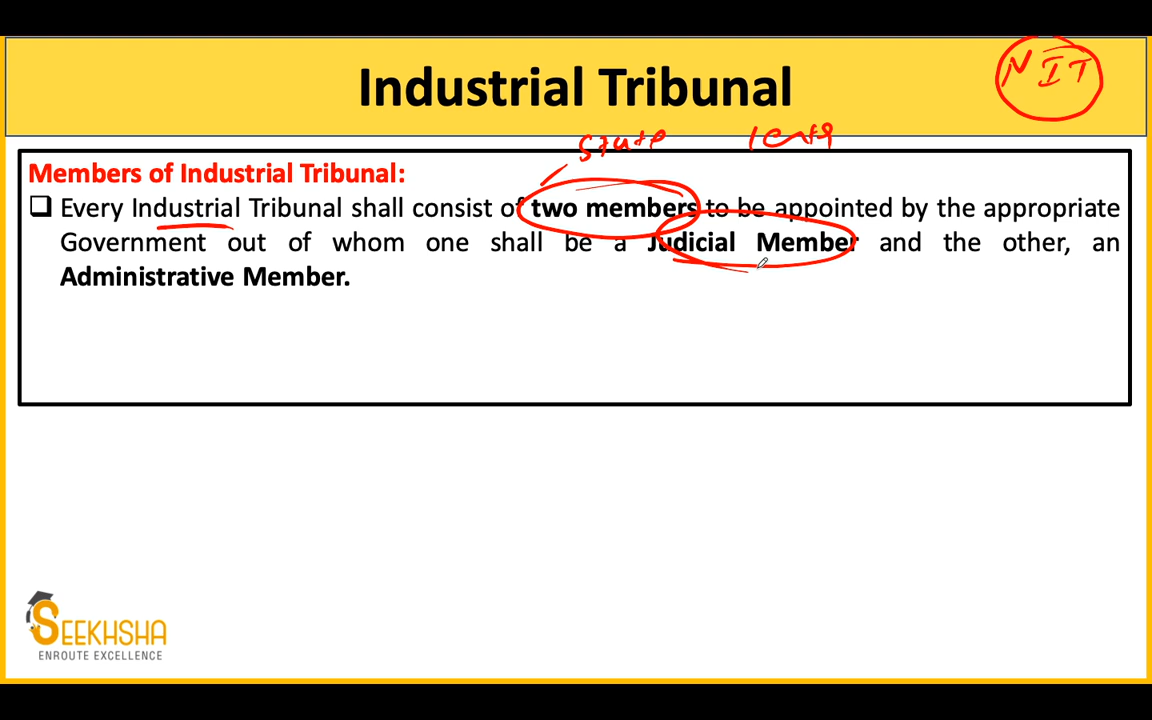 Industrial Tribunal
NIT
State
Members of Industrial Tribunal:
❑ Every Industrial Tribunal shall consist of two members to be appointed by the appropriate
Government out of whom one shall be a Judicial Member and the other, an
Administrative Member.
SEEKHSHA
ENROUTE EXCELLENCE